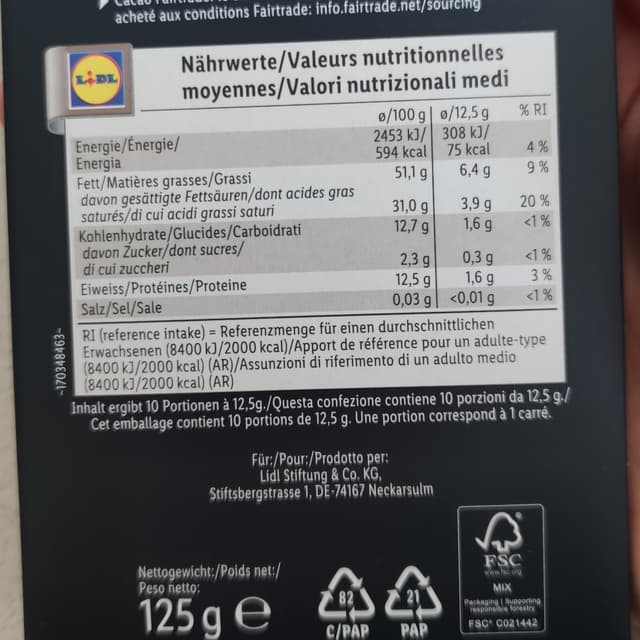 acheté aux conditions Fairtrade: info.fairtrade.net/sourcing
LIDL
Nährwerte/Valeurs nutritionnelles
moyennes/Valori nutrizionali medi
ø/100 g ø/12,5 g % RI
Energie/Énergie/ 2453 kJ/ 308 kJ/
Energia 594 kcal 75 kcal 4 %
Fett/Matières grasses/Grassi 51,1 g 6,4 g 9 %
davon gesättigte Fettsäuren/dont acides gras
saturés/di cui acidi grassi saturi 31,0 g 3,9 g 20 %
Kohlenhydrate/Glucides/Carboidrati 12,7 g 1,6 g <1 %
davon Zucker/dont sucres/
di cui zuccheri 2,3 g 0,3 g <1 %
Eiweiss/Protéines/Proteine 12,5 g 1,6 g 3 %
Salz/Sel/Sale 0,03 g <0,01 g <1 %
RI (reference intake) = Referenzmenge für einen durchschnittlichen
Erwachsenen (8400 kJ/2000 kcal)/Apport de référence pour un adulte-type
(8400 kJ/2000 kcal) (AR)/Assunzioni di riferimento di un adulto medio
(8400 kJ/2000 kcal) (AR)
-170348463-
Inhalt ergibt 10 Portionen à 12,5g./Questa confezione contiene 10 porzioni da 12,5 g./
Cet emballage contient 10 portions de 12,5 g. Une portion correspond à 1 carré.
Für:/Pour:/Prodotto per:
Lidl Stiftung & Co. KG,
Stiftsbergstrasse 1, DE-74167 Neckarsulm
Nettogewicht:/Poids net:/
Peso netto:
125 g e
82
C/PAP
21
PAP
FSC
www.fsc.org
MIX
Packaging | Supporting
responsible forestry
FSC® C021442